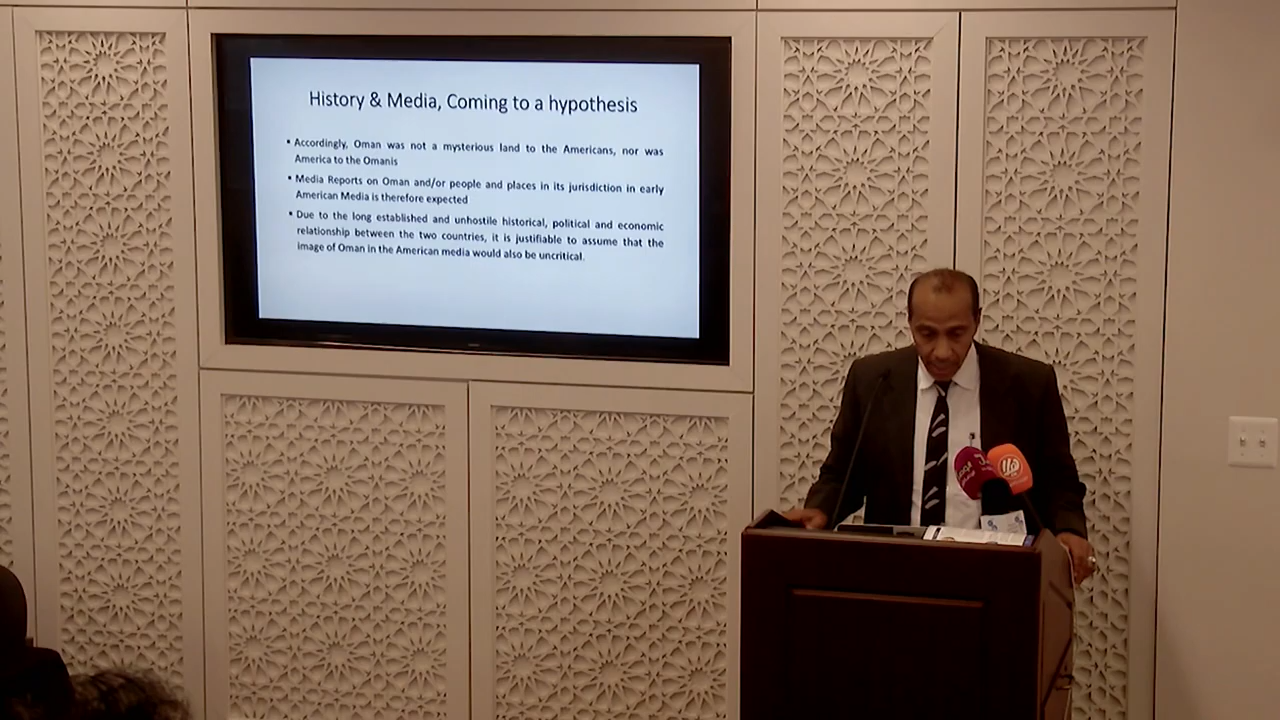 History & Media, Coming to a hypothesis
▪ Accordingly, Oman was not a mysterious land to the Americans, nor was
America to the Omanis
▪ Media Reports on Oman and/or people and places in its jurisdiction in early
American Media is therefore expected
▪ Due to the long established and unhostile historical, political and economic
relationship between the two countries, it is justifiable to assume that the
image of Oman in the American media would also be uncritical.
هلا